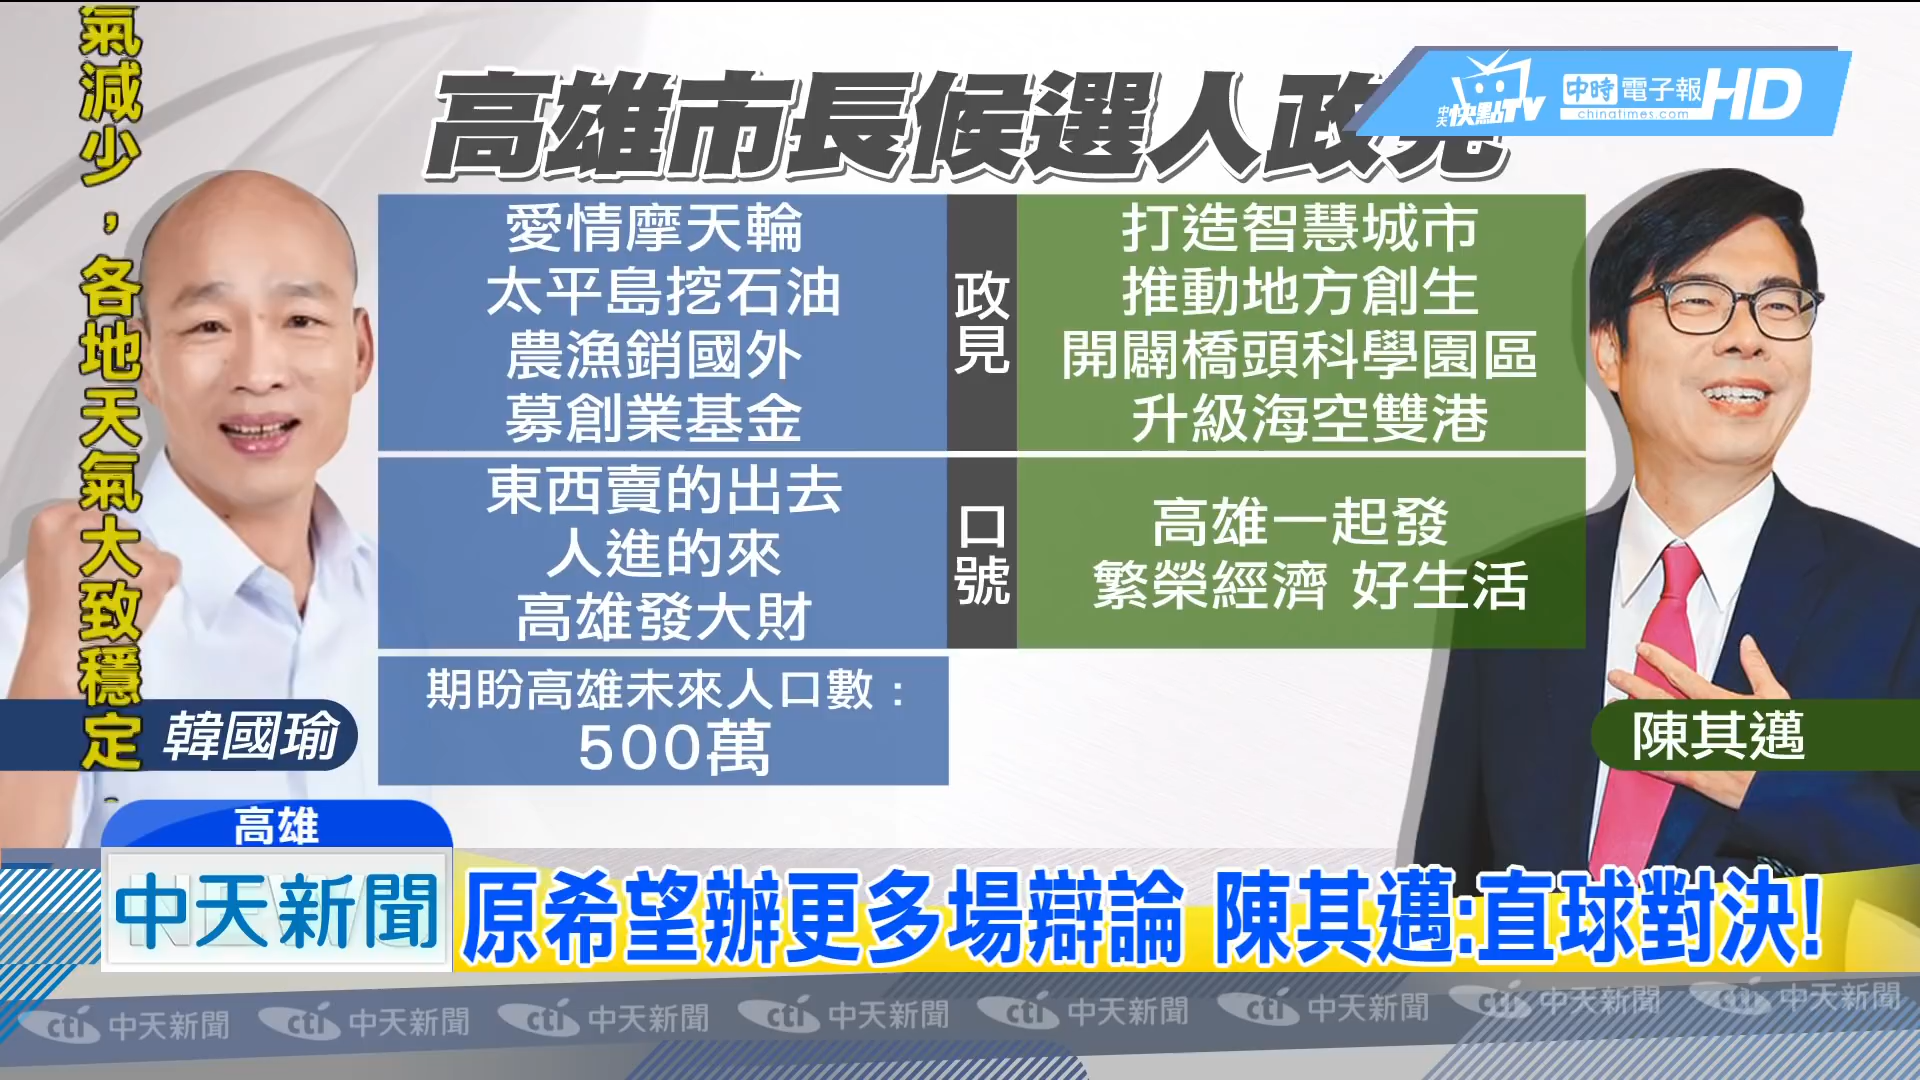 氣減少，各地天氣大致穩定
高雄市長候選人政見
中天快點TV
中時電子報HD
chinatimes.com
愛情摩天輪
太平島挖石油
農漁銷國外
募創業基金
政見
打造智慧城市
推動地方創生
開闢橋頭科學園區
升級海空雙港
東西賣的出去
人進的來
高雄發大財
口號
高雄一起發
繁榮經濟 好生活
期盼高雄未來人口數：
500萬
韓國瑜
陳其邁
高雄
中天新聞
NEWS
原希望辦更多場辯論 陳其邁:直球對決!
cti 中天新聞 cti 中天新聞 cti 中天新聞 cti 中天新聞 cti 中天新聞 cti 中天新聞 cti 中天新聞 cti 中天新聞